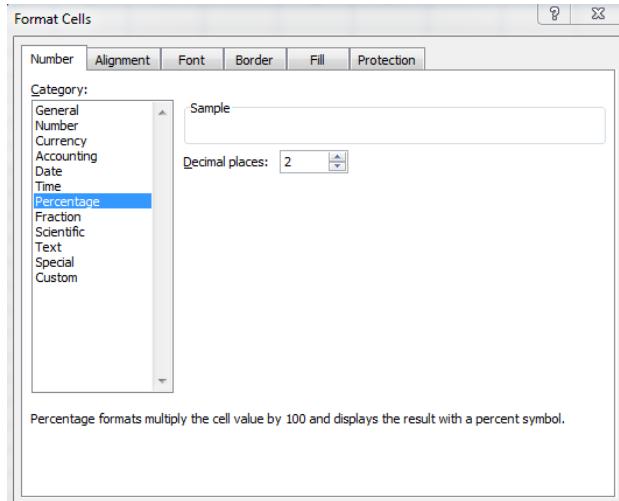 Format Cells
Number Alignment Font Border Fill Protection
Category:
General
Number
Currency
Accounting
Date
Time
Percentage
Fraction
Scientific
Text
Special
Custom
Sample
Decimal places: 2
Percentage formats multiply the cell value by 100 and displays the result with a percent symbol.